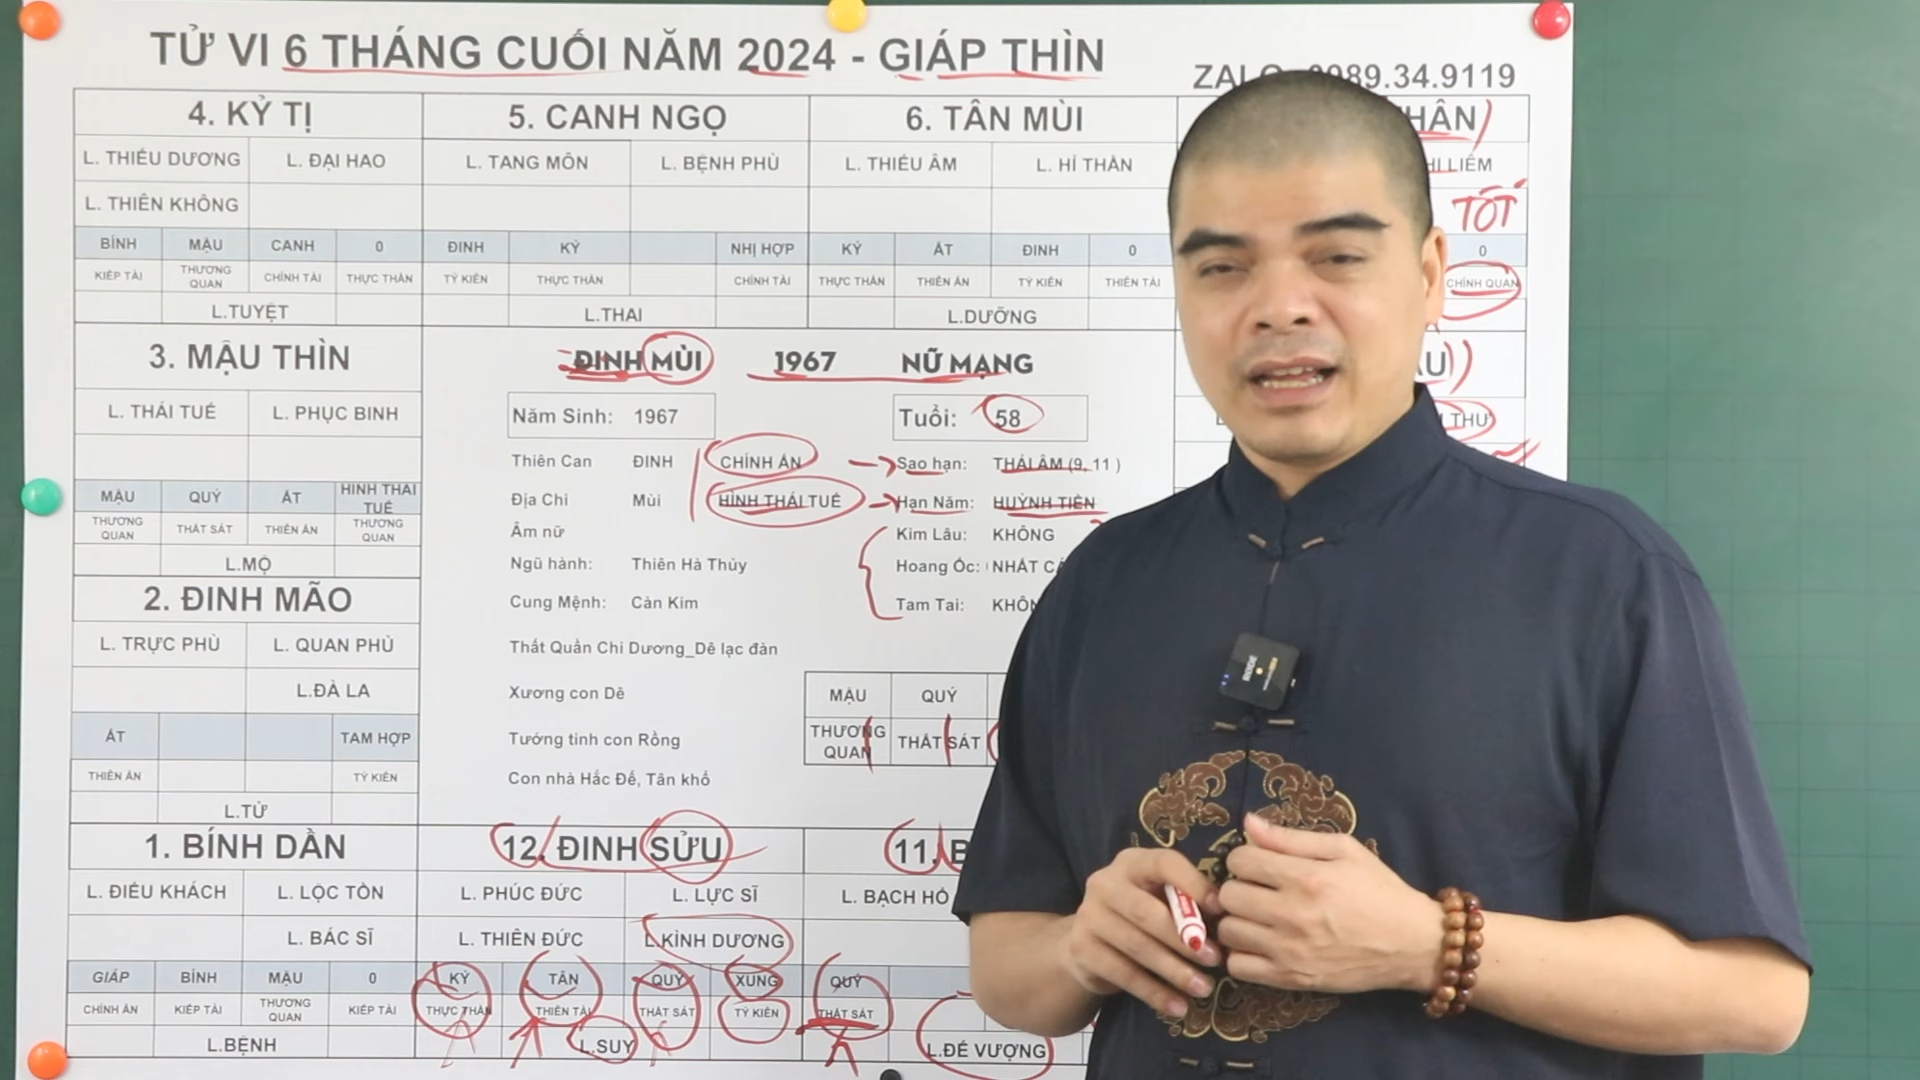 TỬ VI 6 THÁNG CUỐI NĂM 2024 - GIÁP THÌN
989.34.9119
4. KỶ TỊ
L. THIẾU DƯƠNG L. ĐẠI HAO
L. THIÊN KHÔNG
BÍNH MẬU CANH 0
KIẾP TÀI THƯƠNG QUAN CHÍNH TÀI THỰC THẦN
L.TUYỆT
5. CANH NGỌ
L. TANG MÔN L. BỆNH PHÙ
ĐINH KỶ NHỊ HỢP
TỶ KIÊN THỰC THẦN CHÍNH TÀI
L.THAI
6. TÂN MÙI
L. THIẾU ÂM L. HỈ THẦN
KỶ ẤT ĐINH 0
THỰC THẦN THIÊN ẤN TỶ KIÊN THIÊN TÀI
L.DƯỠNG
HÂN
HI LIÊM
TỐT
0
CHÍNH QUAN
THƯ
3. MẬU THÌN
L. THÁI TUẾ L. PHỤC BINH
MẬU QUÝ ẤT HÌNH THÁI TUẾ
THƯƠNG QUAN THẤT SÁT THIÊN ẤN THƯƠNG QUAN
L.MỘ
ĐINH MÙI 1967 NỮ MẠNG
Năm Sinh: 1967 Tuổi: 58
Thiên Can ĐINH CHÍNH ẤN Sao hạn: THÁI ÂM (9, 11 )
Địa Chi Mùi HÌNH THÁI TUẾ Hạn Năm: HUỲNH TIỀN
Âm nữ Kim Lâu: KHÔNG
Ngũ hành: Thiên Hà Thủy Hoang Ốc: NHẤT
Cung Mệnh: Càn Kim Tam Tai: KHÔN
Thất Quần Chi Dương_Dê lạc đàn
Xương con Dê
Tướng tinh con Rồng
Con nhà Hắc Đế, Tân khổ
MẬU QUÝ
THƯƠNG QUAN THẤT SÁT
2. ĐINH MÃO
L. TRỰC PHÙ L. QUAN PHỦ
L.ĐÀ LA
ẤT TAM HỢP
THIÊN ẤN TỶ KIÊN
L.TỬ
1. BÍNH DẦN
L. ĐIẾU KHÁCH L. LỘC TỒN
L. BÁC SĨ
GIÁP BÍNH MẬU 0
CHÍNH ẤN KIẾP TÀI THƯƠNG QUAN KIẾP TÀI
L.BỆNH
12. ĐINH SỬU
L. PHÚC ĐỨC L. LỰC SĨ
L. THIÊN ĐỨC L.KÌNH DƯƠNG
KỶ TÂN QUÝ XUNG
THỰC THẦN THIÊN TÀI THẤT SÁT TỶ KIÊN
L.SUY
11. B
L. BẠCH HỔ
QUÝ
THẤT SÁT
L.ĐẾ VƯỢNG
RODE